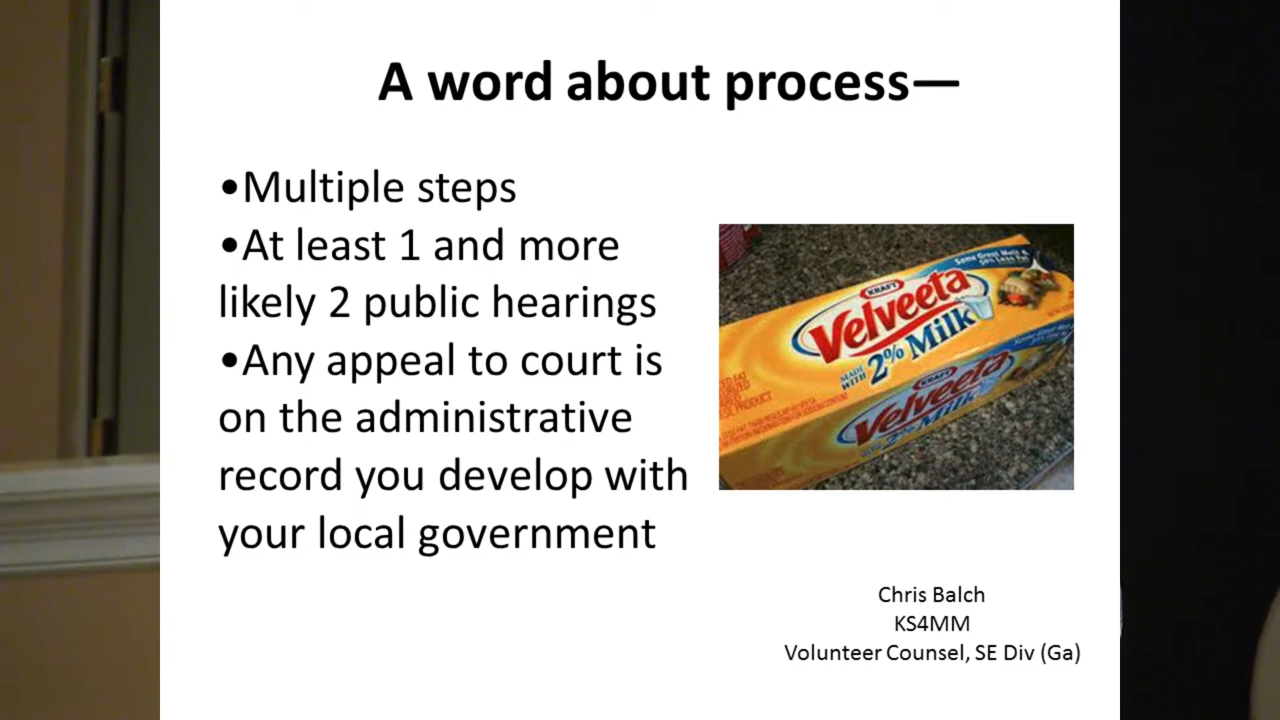 A word about process—
•Multiple steps
•At least 1 and more
likely 2 public hearings
•Any appeal to court is
on the administrative
record you develop with
your local government
KRAFT
Velveeta
MADE
WITH
2% Milk
KRAFT
Velveeta
2% Milk
Chris Balch
KS4MM
Volunteer Counsel, SE Div (Ga)